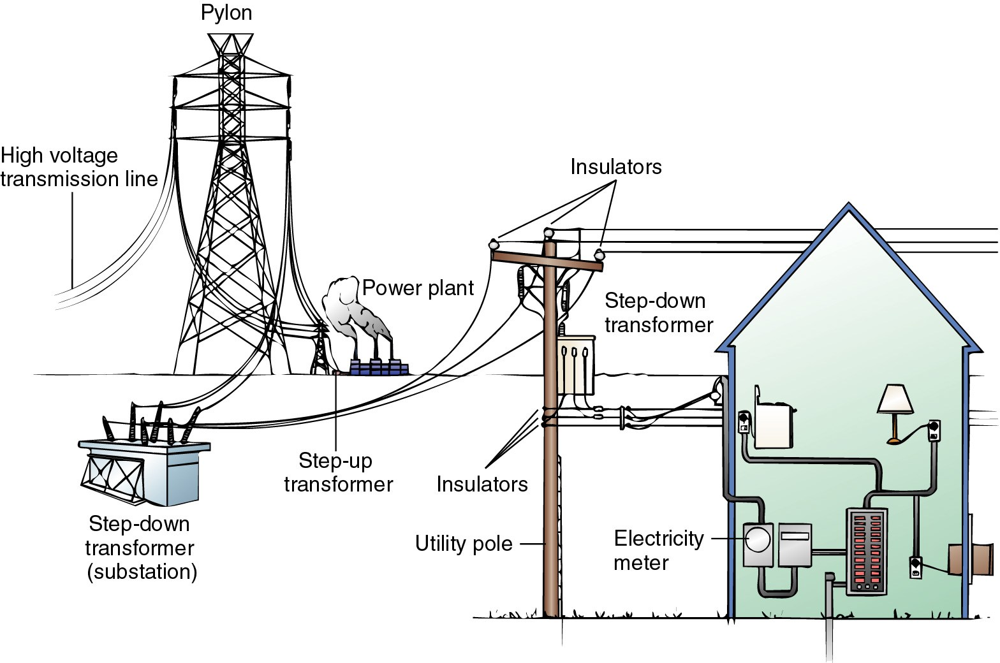 Pylon
High voltage
transmission line
Insulators
Power plant
Step-down
transformer
Step-up
transformer
Insulators
Step-down
transformer
(substation)
Utility pole
Electricity
meter